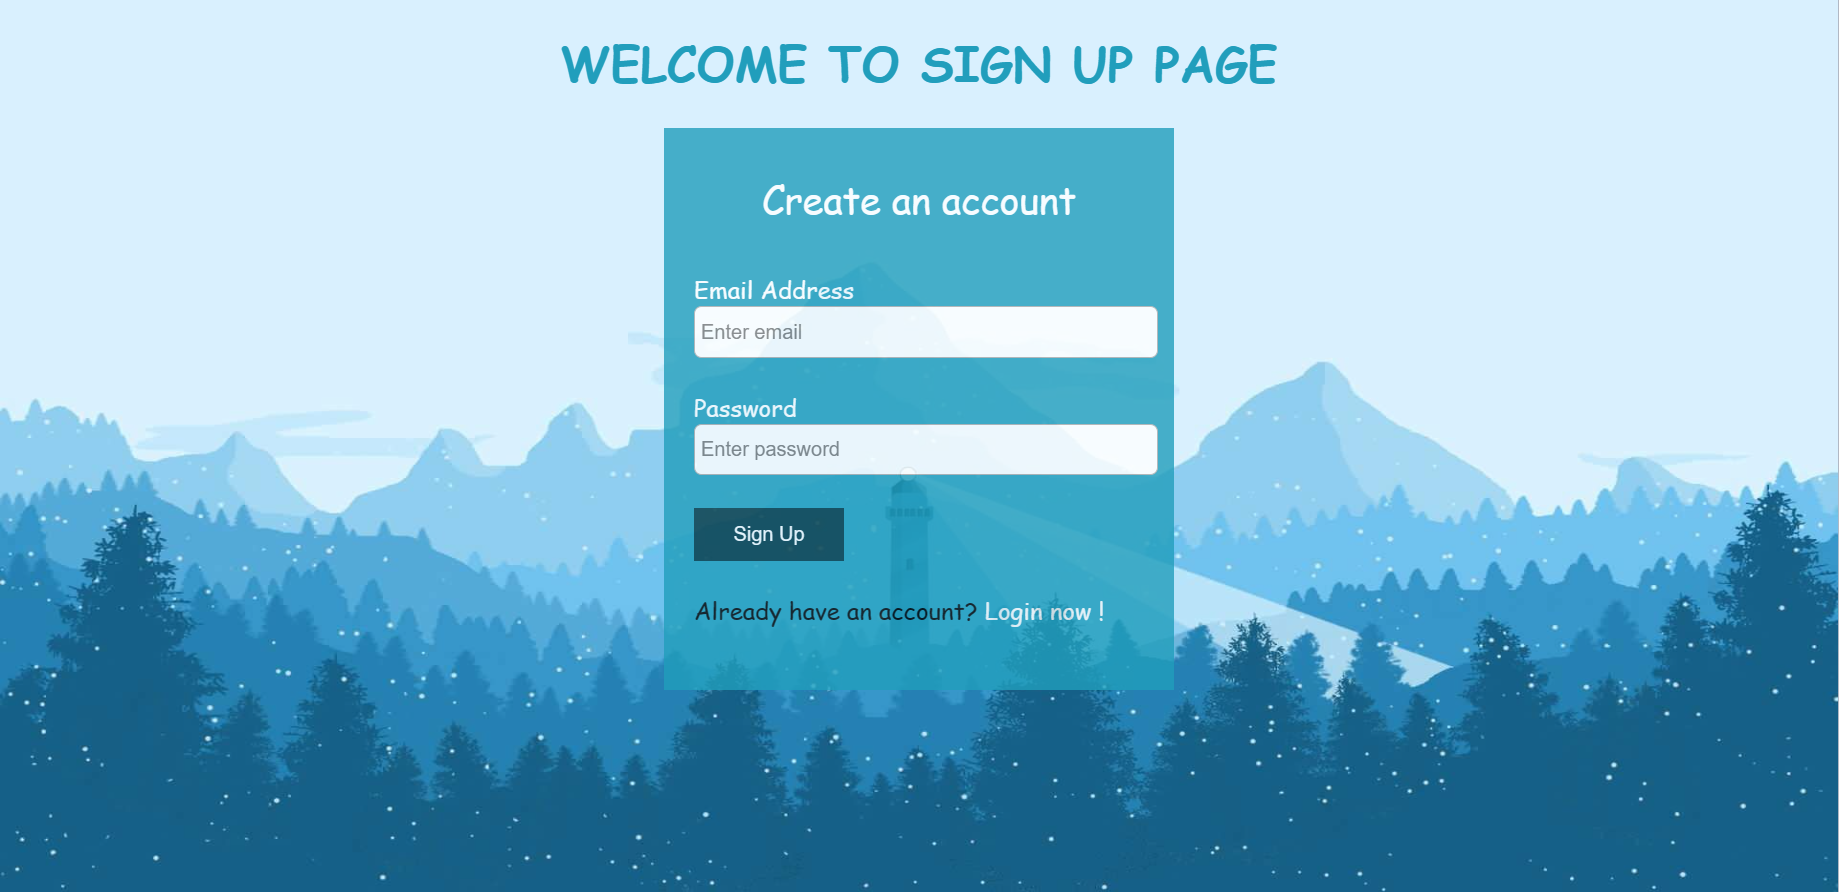 WELCOME TO SIGN UP PAGE
Create an account
Email Address
Enter email
Password
Enter password
Sign Up
Already have an account? Login now !